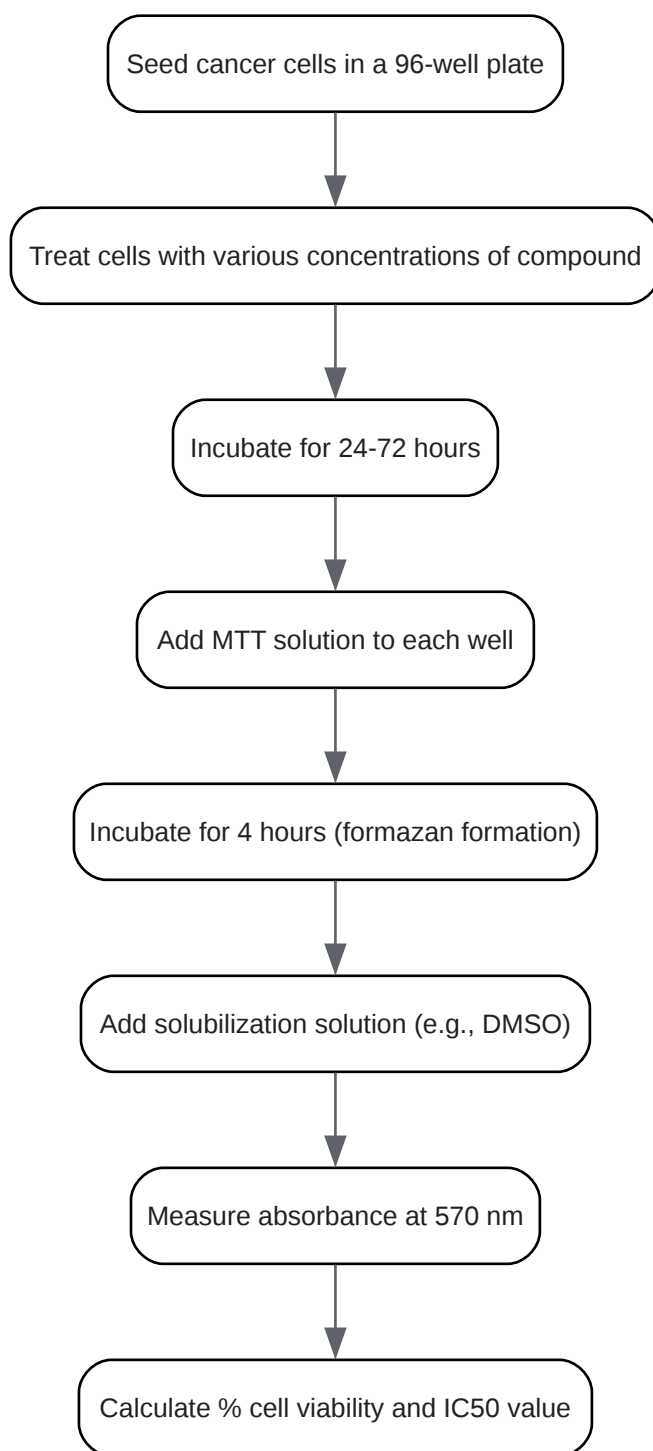 Seed cancer cells in a 96-well plate
Treat cells with various concentrations of compound
Incubate for 24-72 hours
Add MTT solution to each well
Incubate for 4 hours (formazan formation)
Add solubilization solution (e.g., DMSO)
Measure absorbance at 570 nm
Calculate % cell viability and IC50 value